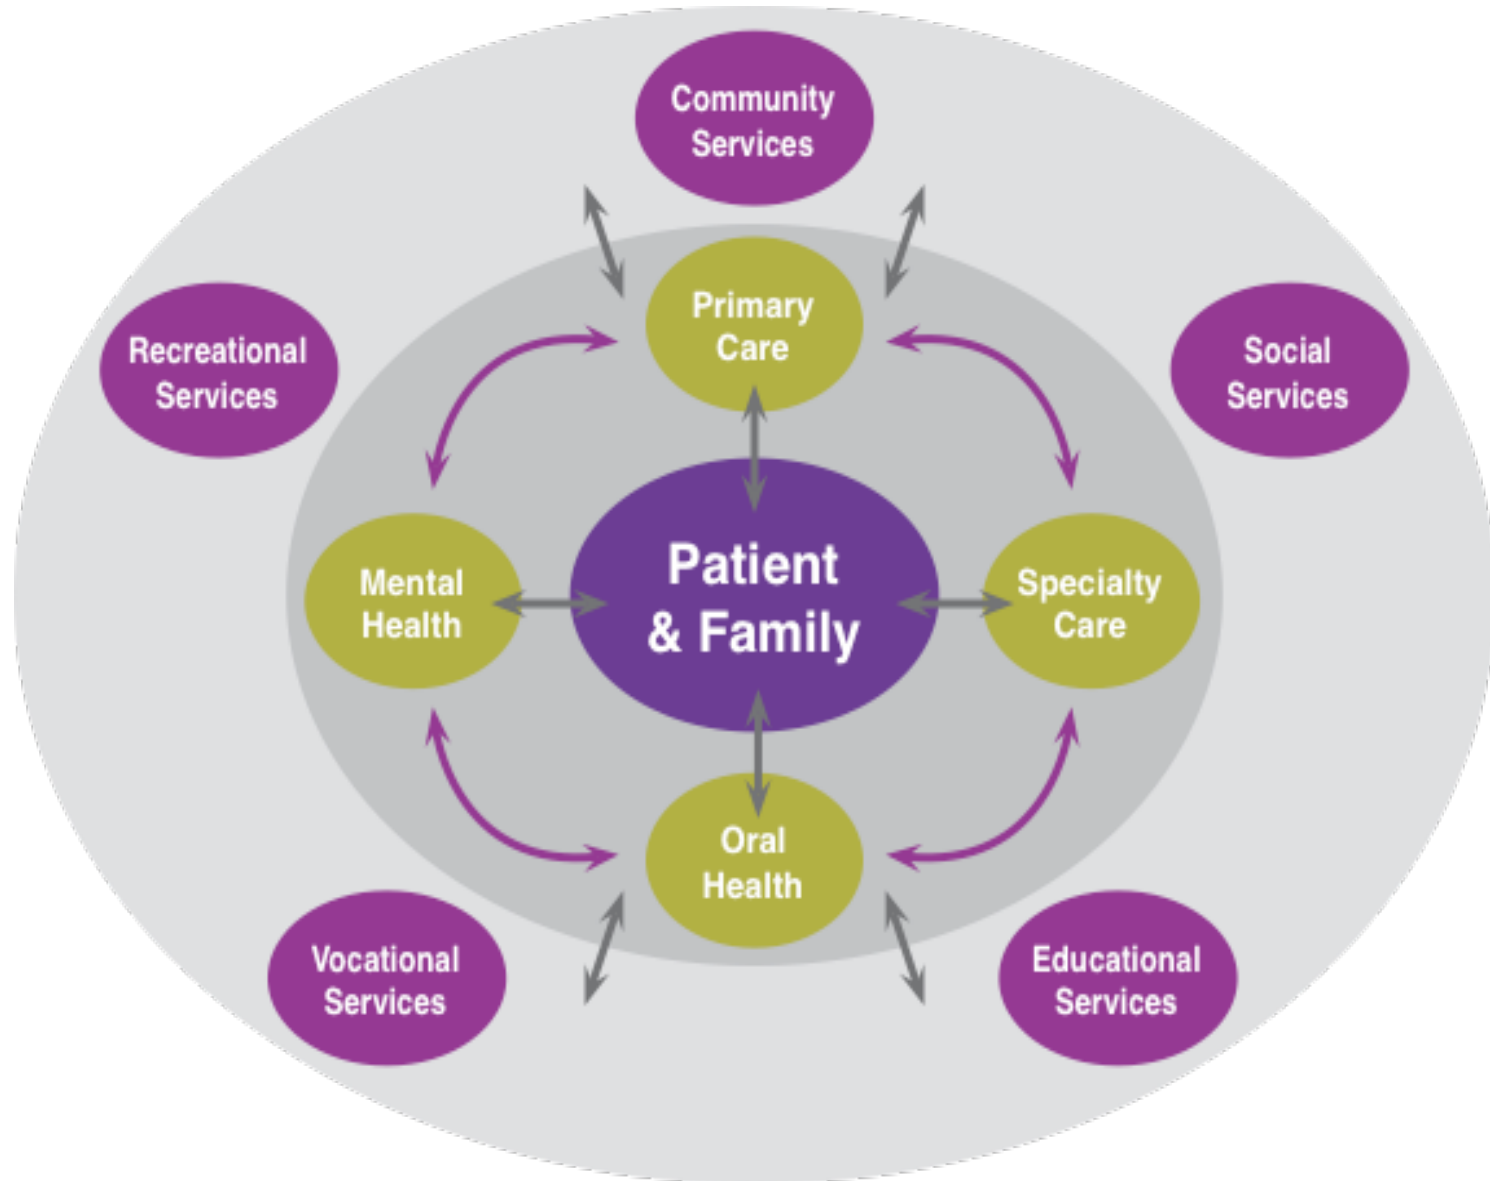 Community
Services
Primary
Care
Recreational
Services
Social
Services
Mental
Health
Patient
& Family
Specialty
Care
Oral
Health
Vocational
Services
Educational
Services